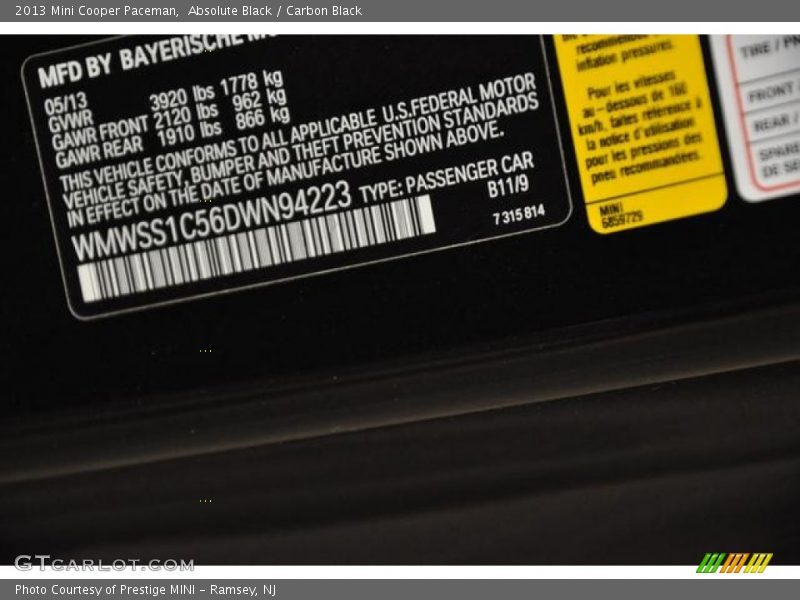 2013 Mini Cooper Paceman,  Absolute Black / Carbon Black
MFD BY BAYERISCHE
05/13
GVWR 3920 lbs 1778 kg
GAWR FRONT 2120 lbs 962 kg
GAWR REAR 1910 lbs 866 kg
THIS VEHICLE CONFORMS TO ALL APPLICABLE U.S.FEDERAL MOTOR
VEHICLE SAFETY, BUMPER AND THEFT PREVENTION STANDARDS
IN EFFECT ON THE DATE OF MANUFACTURE SHOWN ABOVE.
WMWSS1C56DWN94223 TYPE: PASSENGER CAR
B11/9
7 315 814
inflation pressures.
Pour les vitesses
au-dessous de 160
km/h, faites référence à
la notice d'utilisation
pour les pressions des
pneu recommandées.
MINI
6859729
TIRE /
FRONT
REAR /
SPARE
DE
GTCARLOT.COM
Photo Courtesy of Prestige MINI - Ramsey, NJ